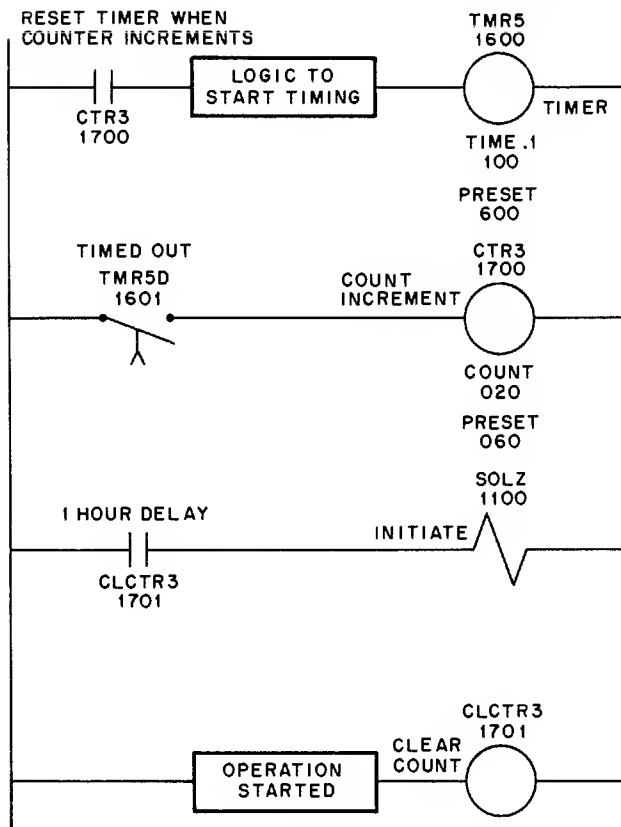 RESET TIMER WHEN
COUNTER INCREMENTS
CTR3
1700
LOGIC TO
START TIMING
TMR5
1600
TIMER
TIME .1
100
PRESET
600
TIMED OUT
TMR5D
1601
COUNT
INCREMENT
CTR3
1700
COUNT
020
PRESET
060
1 HOUR DELAY
CLCTR3
1701
INITIATE
SOLZ
1100
OPERATION
STARTED
CLEAR
COUNT
CLCTR3
1701